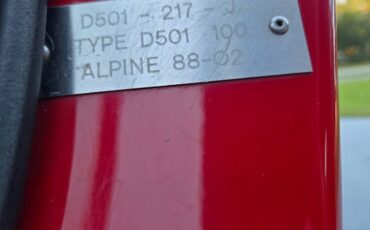 D501 - 217 - J
TYPE D501 100
ALPINE 88-02